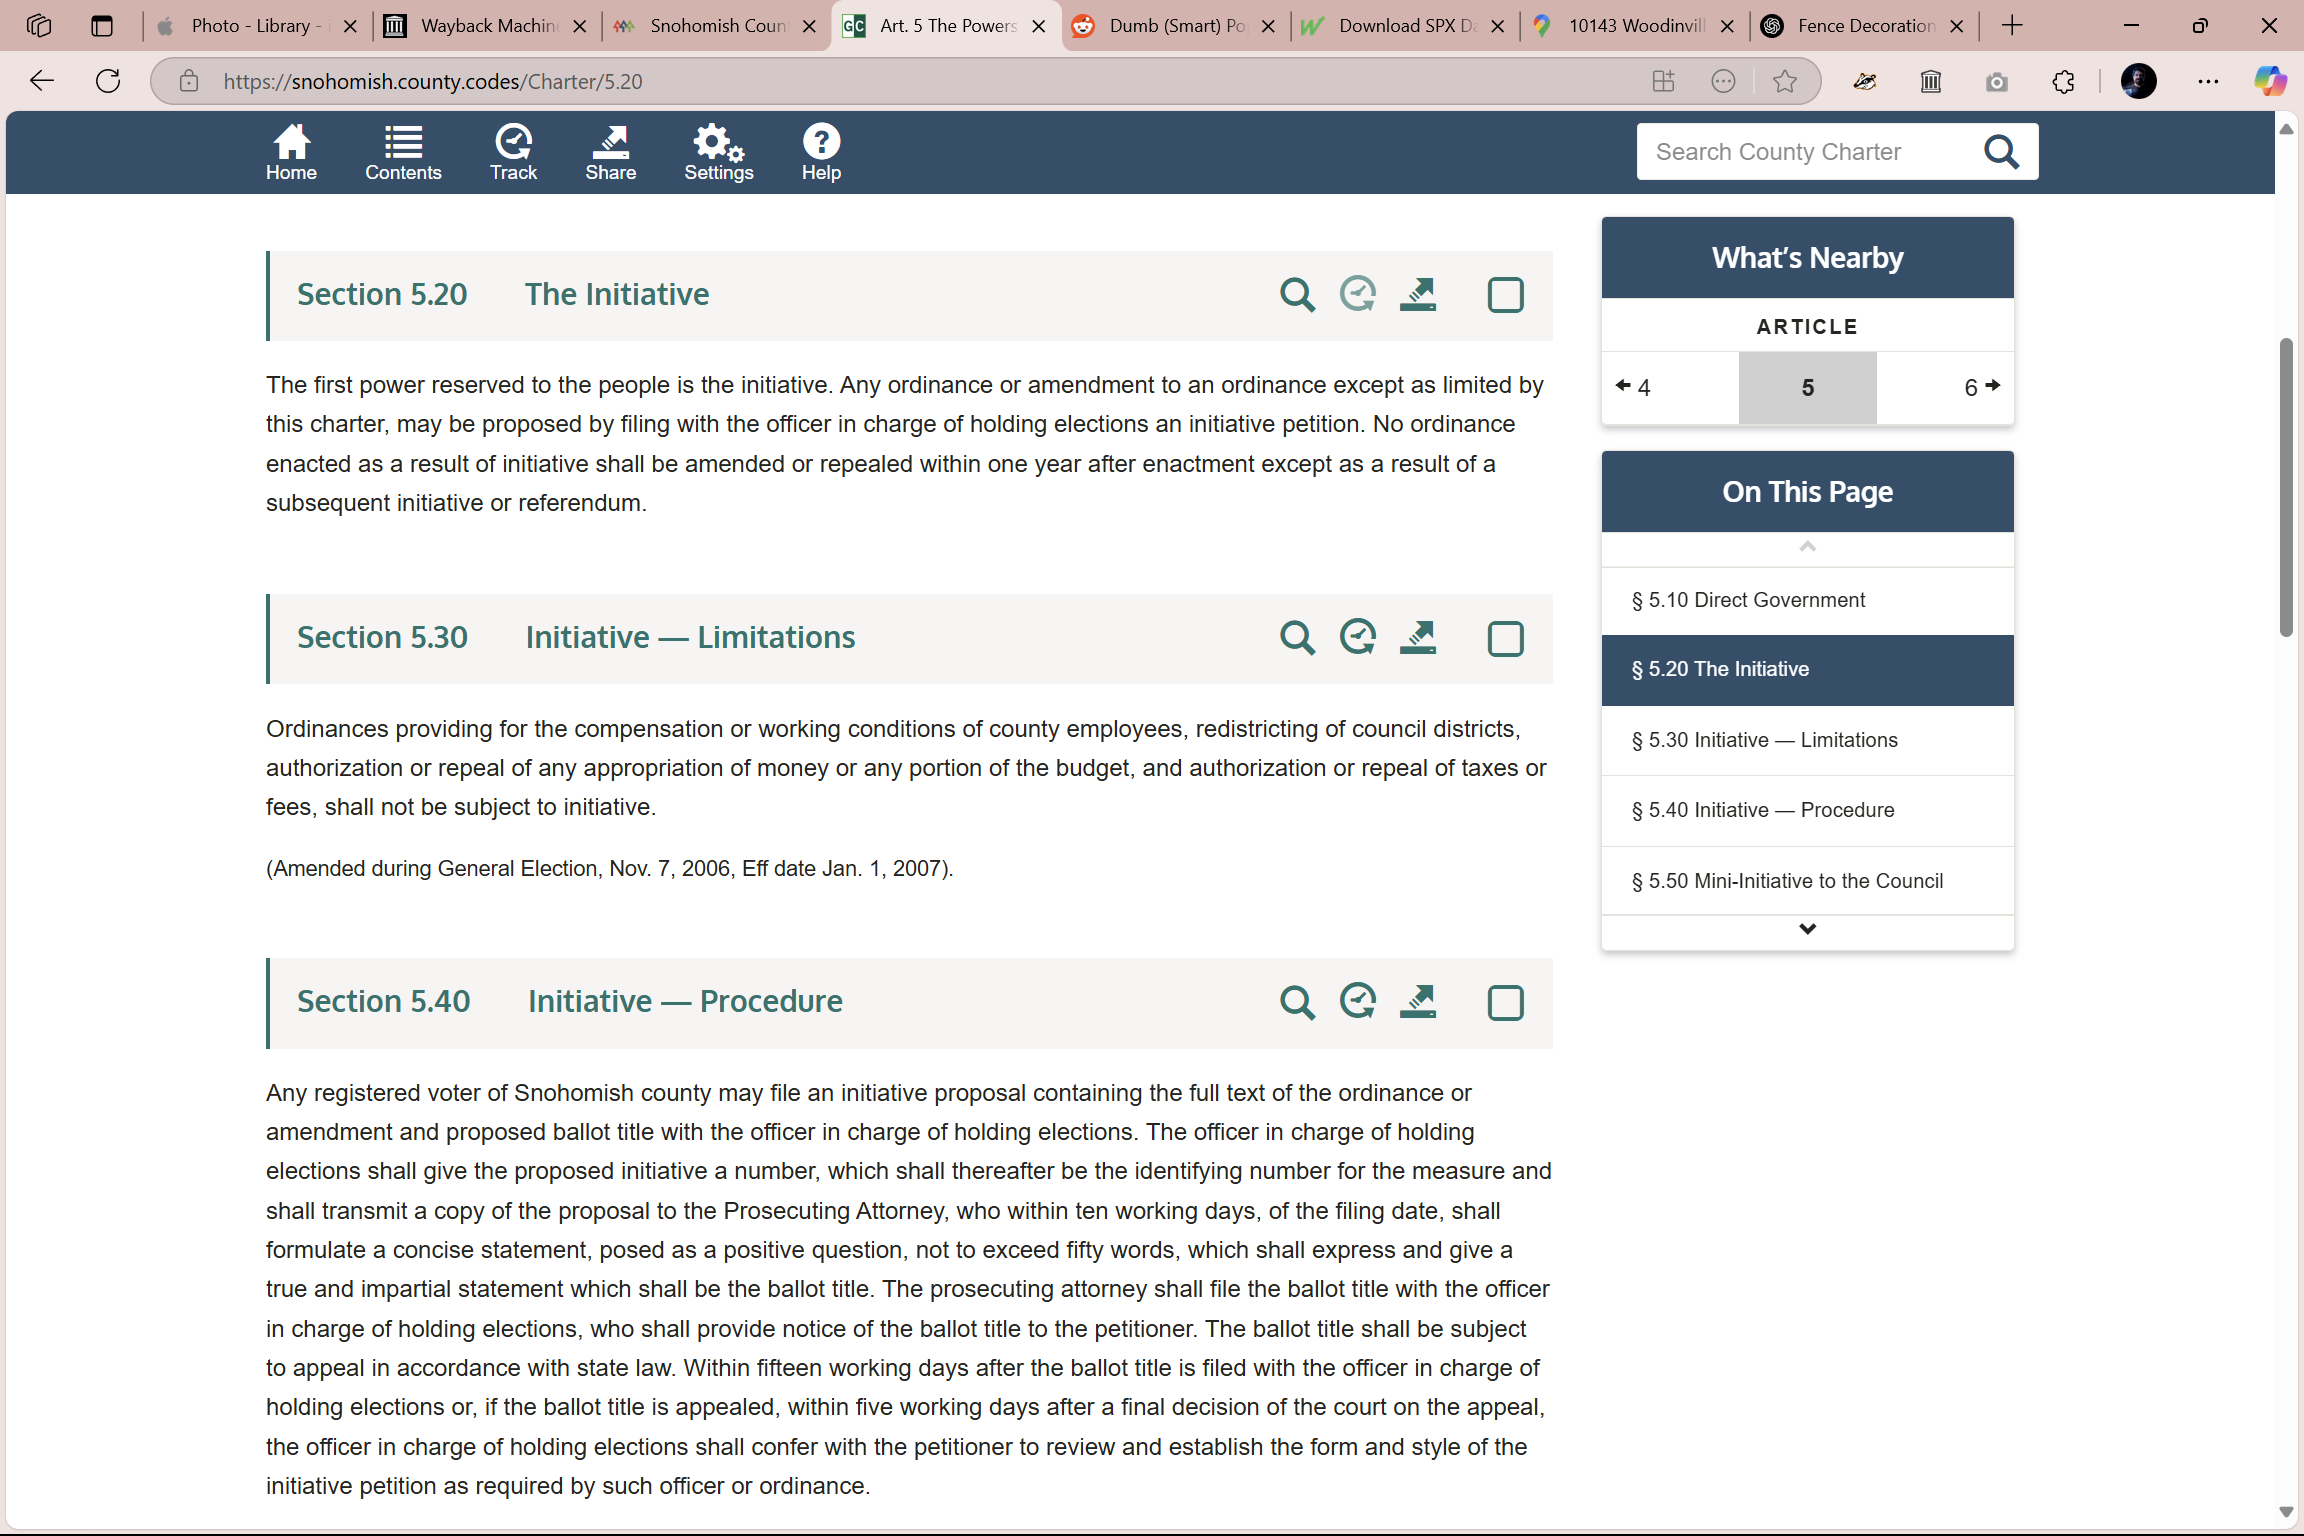 Photo - Library -
Wayback Machin
Snohomish Coun
GC Art. 5 The Powers
Dumb (Smart) Po
Download SPX Da
10143 Woodinvill
Fence Decoration
https://snohomish.county.codes/Charter/5.20
Home
Contents
Track
Share
Settings
Help
Search County Charter
Section 5.20 The Initiative
The first power reserved to the people is the initiative. Any ordinance or amendment to an ordinance except as limited by
this charter, may be proposed by filing with the officer in charge of holding elections an initiative petition. No ordinance
enacted as a result of initiative shall be amended or repealed within one year after enactment except as a result of a
subsequent initiative or referendum.
Section 5.30 Initiative — Limitations
Ordinances providing for the compensation or working conditions of county employees, redistricting of council districts,
authorization or repeal of any appropriation of money or any portion of the budget, and authorization or repeal of taxes or
fees, shall not be subject to initiative.
(Amended during General Election, Nov. 7, 2006, Eff date Jan. 1, 2007).
Section 5.40 Initiative — Procedure
Any registered voter of Snohomish county may file an initiative proposal containing the full text of the ordinance or
amendment and proposed ballot title with the officer in charge of holding elections. The officer in charge of holding
elections shall give the proposed initiative a number, which shall thereafter be the identifying number for the measure and
shall transmit a copy of the proposal to the Prosecuting Attorney, who within ten working days, of the filing date, shall
formulate a concise statement, posed as a positive question, not to exceed fifty words, which shall express and give a
true and impartial statement which shall be the ballot title. The prosecuting attorney shall file the ballot title with the officer
in charge of holding elections, who shall provide notice of the ballot title to the petitioner. The ballot title shall be subject
to appeal in accordance with state law. Within fifteen working days after the ballot title is filed with the officer in charge of
holding elections or, if the ballot title is appealed, within five working days after a final decision of the court on the appeal,
the officer in charge of holding elections shall confer with the petitioner to review and establish the form and style of the
initiative petition as required by such officer or ordinance.
What's Nearby
ARTICLE
4
5
6
On This Page
§ 5.10 Direct Government
§ 5.20 The Initiative
§ 5.30 Initiative — Limitations
§ 5.40 Initiative — Procedure
§ 5.50 Mini-Initiative to the Council